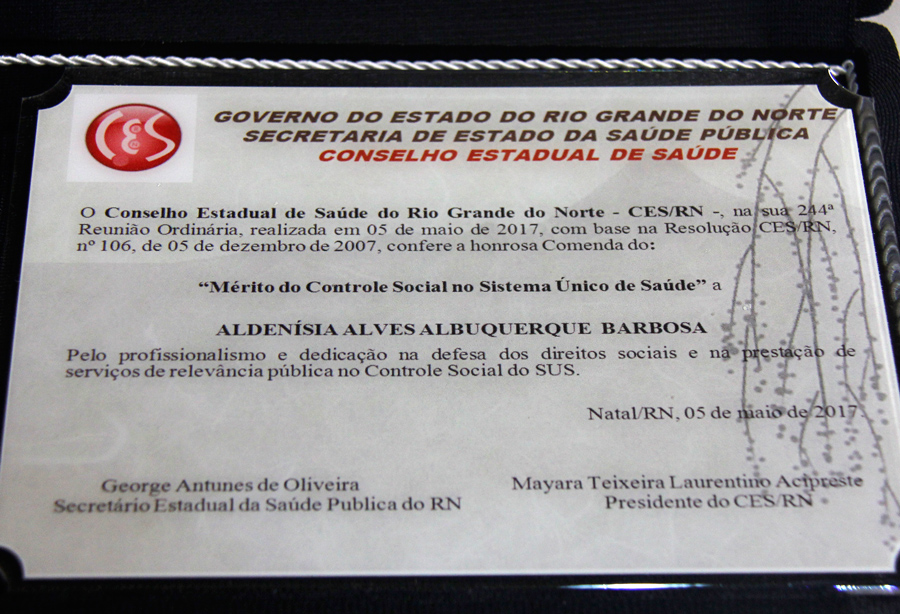 CES
GOVERNO DO ESTADO DO RIO GRANDE DO NORTE
SECRETARIA DE ESTADO DA SAÚDE PÚBLICA
CONSELHO ESTADUAL DE SAÚDE
O Conselho Estadual de Saúde do Rio Grande do Norte - CES/RN -, na sua 244ª
Reunião Ordinária, realizada em 05 de maio de 2017, com base na Resolução CES/RN,
nº 106, de 05 de dezembro de 2007, confere a honrosa Comenda do:
“Mérito do Controle Social no Sistema Único de Saúde” a
ALDENÍSIA ALVES ALBUQUERQUE BARBOSA
Pelo profissionalismo e dedicação na defesa dos direitos sociais e na prestação de
serviços de relevância pública no Controle Social do SUS.
Natal/RN, 05 de maio de 2017.
George Antunes de Oliveira
Secretário Estadual da Saúde Publica do RN
Mayara Teixeira Laurentino Acipreste
Presidente do CES/RN